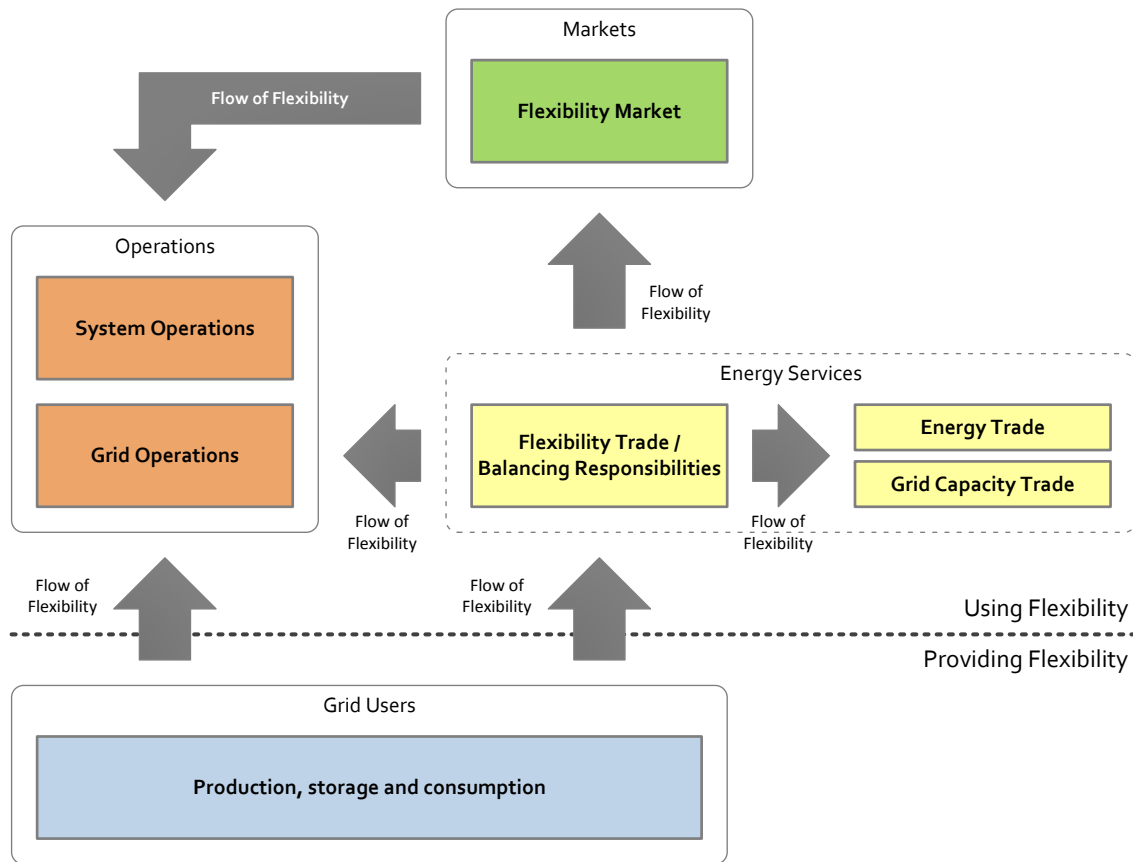 Markets
Flexibility Market
Flow of Flexibility
Operations
System Operations
Grid Operations
Flow of
Flexibility
Energy Services
Flexibility Trade /
Balancing Responsibilities
Energy Trade
Grid Capacity Trade
Flow of
Flexibility
Flow of
Flexibility
Flow of
Flexibility
Flow of
Flexibility
Using Flexibility
Providing Flexibility
Grid Users
Production, storage and consumption